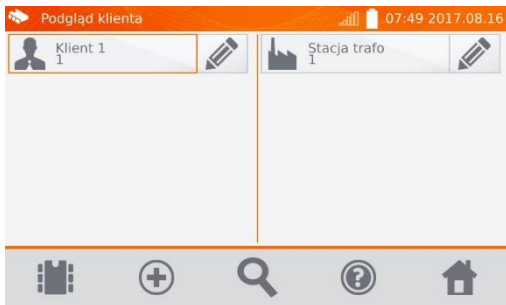 Podgląd klienta
07:49 2017.08.16
Klient 1
1
Stacja trafo
1